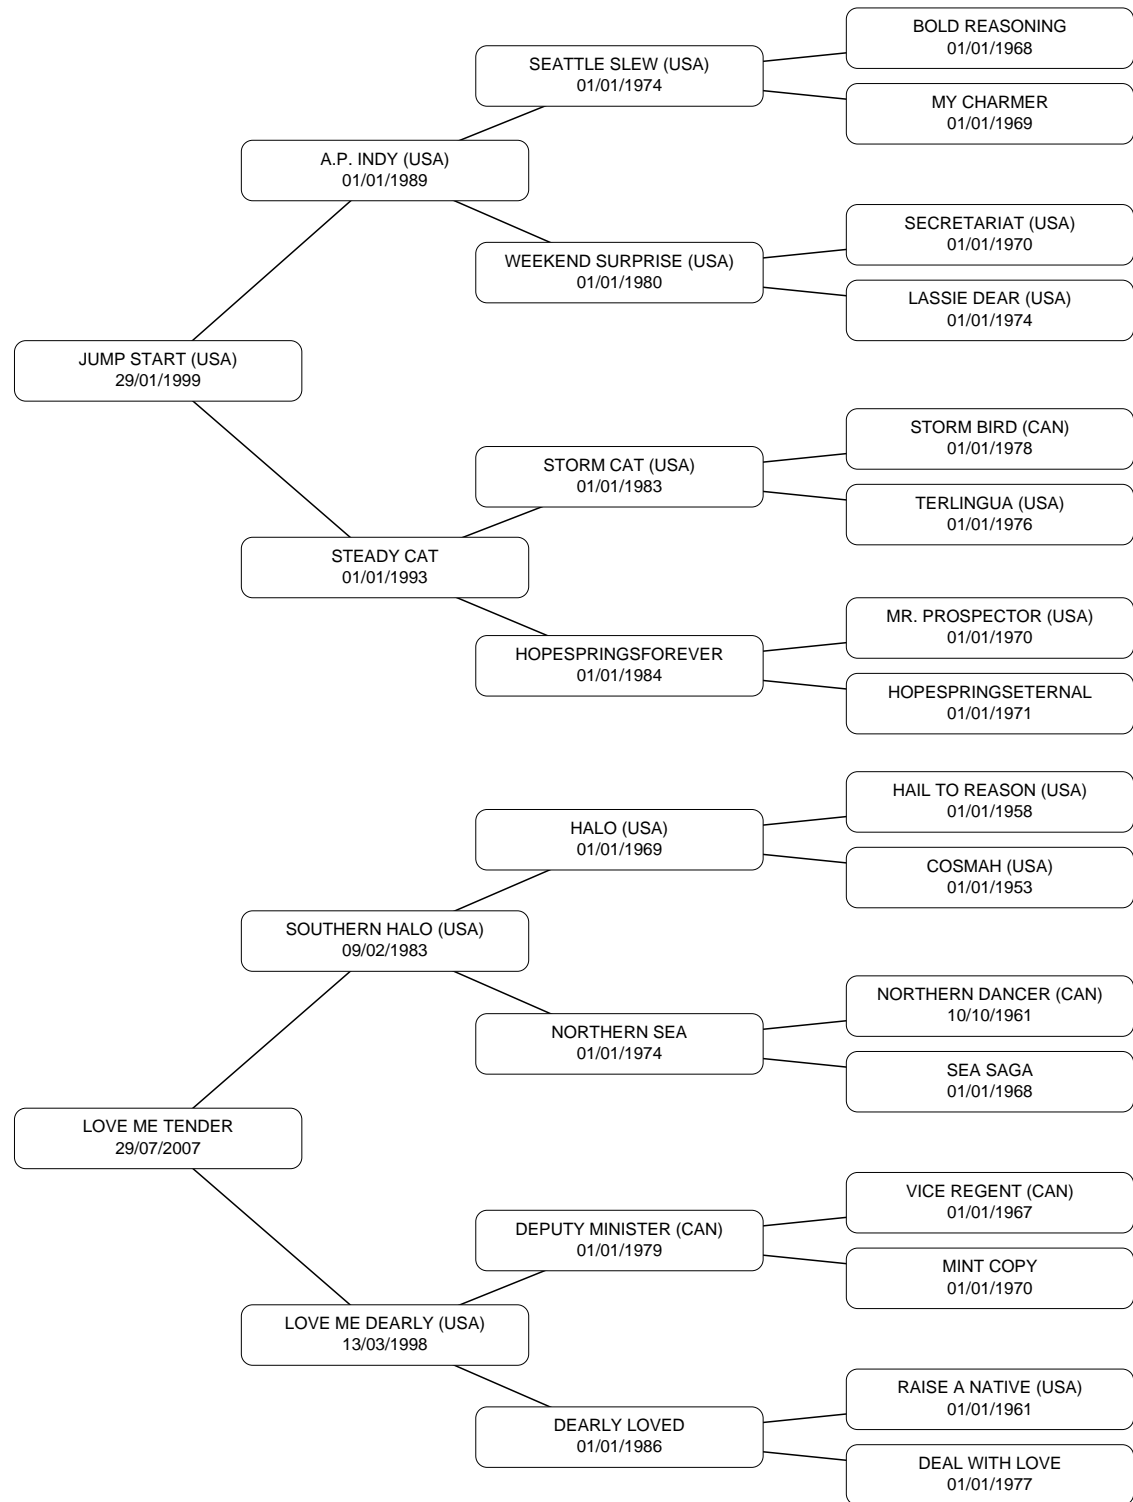 BOLD REASONING
01/01/1968
SEATTLE SLEW (USA)
01/01/1974
MY CHARMER
01/01/1969
A.P. INDY (USA)
01/01/1989
SECRETARIAT (USA)
01/01/1970
WEEKEND SURPRISE (USA)
01/01/1980
LASSIE DEAR (USA)
01/01/1974
JUMP START (USA)
29/01/1999
STORM BIRD (CAN)
01/01/1978
STORM CAT (USA)
01/01/1983
TERLINGUA (USA)
01/01/1976
STEADY CAT
01/01/1993
MR. PROSPECTOR (USA)
01/01/1970
HOPESPRINGSFOREVER
01/01/1984
HOPESPRINGSETERNAL
01/01/1971
HAIL TO REASON (USA)
01/01/1958
HALO (USA)
01/01/1969
COSMAH (USA)
01/01/1953
SOUTHERN HALO (USA)
09/02/1983
NORTHERN DANCER (CAN)
10/10/1961
NORTHERN SEA
01/01/1974
SEA SAGA
01/01/1968
LOVE ME TENDER
29/07/2007
VICE REGENT (CAN)
01/01/1967
DEPUTY MINISTER (CAN)
01/01/1979
MINT COPY
01/01/1970
LOVE ME DEARLY (USA)
13/03/1998
RAISE A NATIVE (USA)
01/01/1961
DEARLY LOVED
01/01/1986
DEAL WITH LOVE
01/01/1977